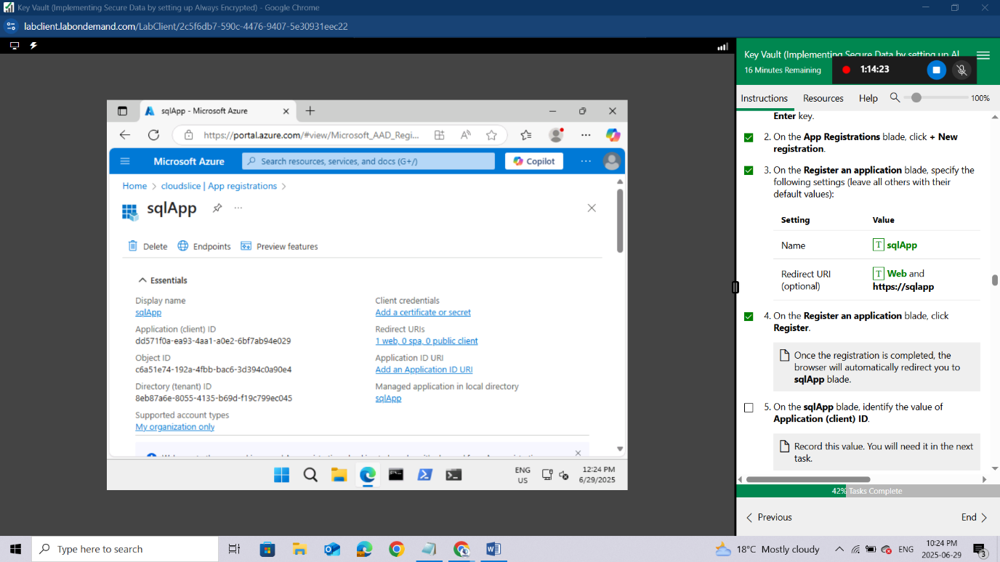 Key Vault (Implementing Secure Data by setting up Always Encrypted) - Google Chrome
labclient.labondemand.com/LabClient/2c5f6db7-590c-4476-9407-5e30931eec22
sqlApp - Microsoft Azure
https://portal.azure.com/#view/Microsoft_AAD_Regi...
Microsoft Azure
Search resources, services, and docs (G+/)
Copilot
Home > cloudslice | App registrations >
sqlApp
Delete
Endpoints
Preview features
Essentials
Display name
sqlApp
Application (client) ID
dd571f0a-ea93-4aa1-a0e2-6bf7ab94e029
Object ID
c6a51e74-192a-4fbb-bac6-3d394c0a90e4
Directory (tenant) ID
8eb87a6e-8055-4135-b69d-f19c799ec045
Supported account types
My organization only
Client credentials
Add a certificate or secret
Redirect URIs
1 web, 0 spa, 0 public client
Application ID URI
Add an Application ID URI
Managed application in local directory
sqlApp
ENG
US
12:24 PM
6/29/2025
Key Vault (Implementing Secure Data by setting up Al...
16 Minutes Remaining
1:14:23
Instructions
Resources
Help
100%
Enter key.
2. On the App Registrations blade, click + New
registration.
3. On the Register an application blade, specify the
following settings (leave all others with their
default values):
Setting
Value
Name
T sqlApp
Redirect URI
(optional)
T Web and
https://sqlapp
4. On the Register an application blade, click
Register.
Once the registration is completed, the
browser will automatically redirect you to
sqlApp blade.
5. On the sqlApp blade, identify the value of
Application (client) ID.
Record this value. You will need it in the next
task.
42% Tasks Complete
Previous
End
Type here to search
18°C Mostly cloudy
ENG
10:24 PM
2025-06-29
3